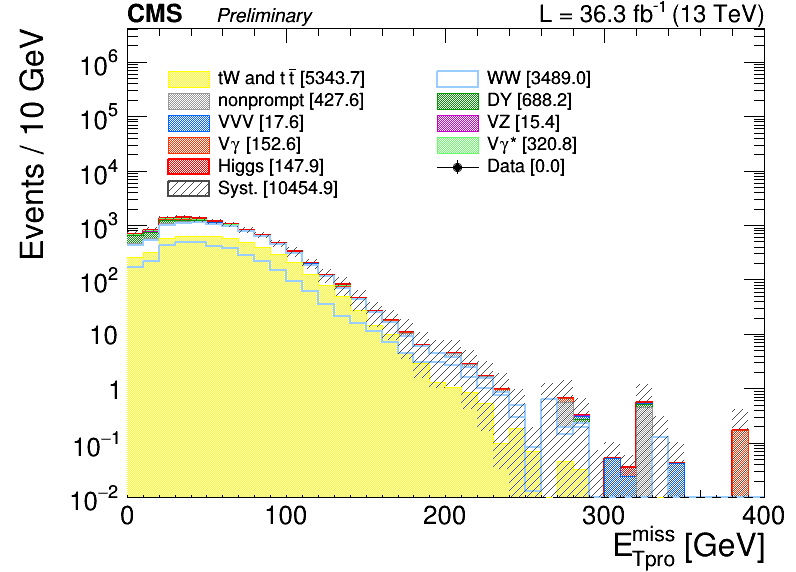 CMS Preliminary L = 36.3 fb⁻¹ (13 TeV)
Events / 10 GeV
10⁶
10⁵
10⁴
10³
10²
10
1
10⁻¹
10⁻²
tW and tt̄ [5343.7]
nonprompt [427.6]
VVV [17.6]
Vγ [152.6]
Higgs [147.9]
Syst. [10454.9]
WW [3489.0]
DY [688.2]
VZ [15.4]
Vγ* [320.8]
Data [0.0]
0 100 200 300 400
E_Tpro^miss [GeV]